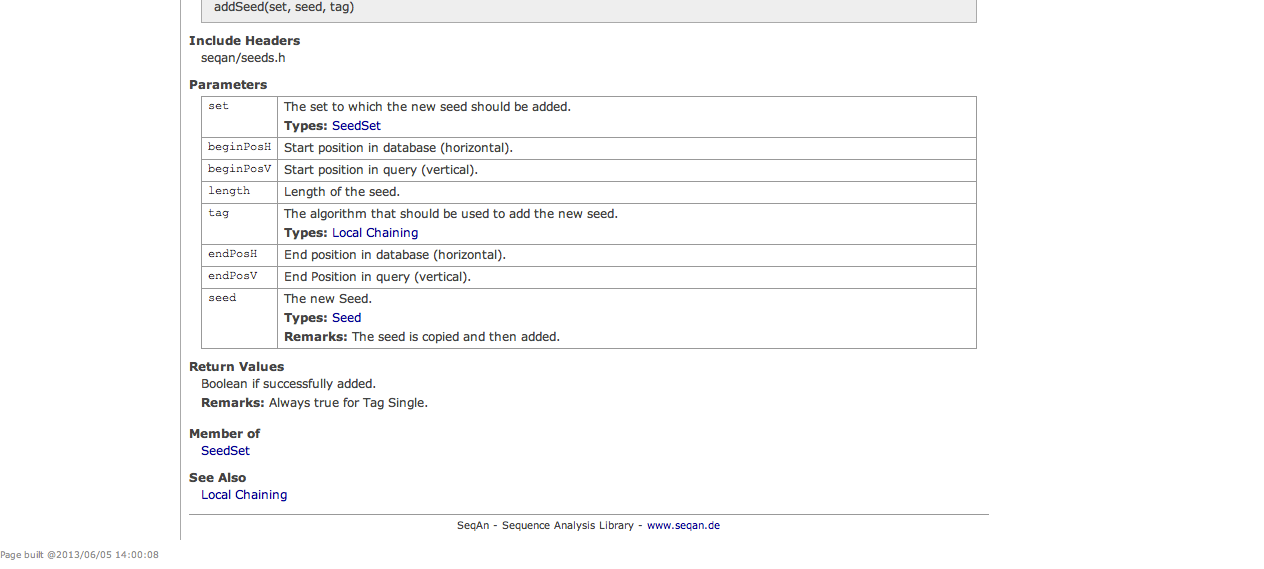 addSeed(set, seed, tag)
Include Headers
seqan/seeds.h
Parameters
set The set to which the new seed should be added.
Types: SeedSet
beginPosH Start position in database (horizontal).
beginPosV Start position in query (vertical).
length Length of the seed.
tag The algorithm that should be used to add the new seed.
Types: Local Chaining
endPosH End position in database (horizontal).
endPosV End Position in query (vertical).
seed The new Seed.
Types: Seed
Remarks: The seed is copied and then added.
Return Values
Boolean if successfully added.
Remarks: Always true for Tag Single.
Member of
SeedSet
See Also
Local Chaining
SeqAn - Sequence Analysis Library - www.seqan.de
Page built @2013/06/05 14:00:08